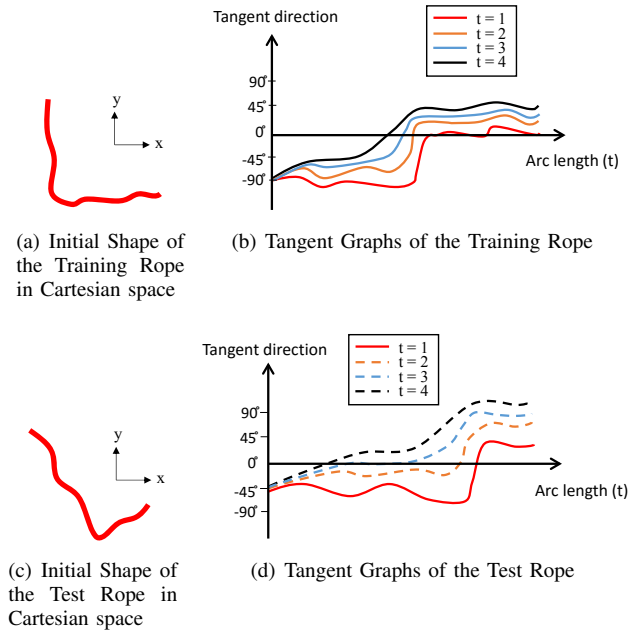 Tangent direction
t = 1
t = 2
t = 3
t = 4
90°
45°
0°
-45°
-90°
Arc length (t)
y
x
(a) Initial Shape of
the Training Rope
in Cartesian space
(b) Tangent Graphs of the Training Rope
Tangent direction
t = 1
t = 2
t = 3
t = 4
90°
45°
0°
-45°
-90°
Arc length (t)
y
x
(c) Initial Shape of
the Test Rope in
Cartesian space
(d) Tangent Graphs of the Test Rope